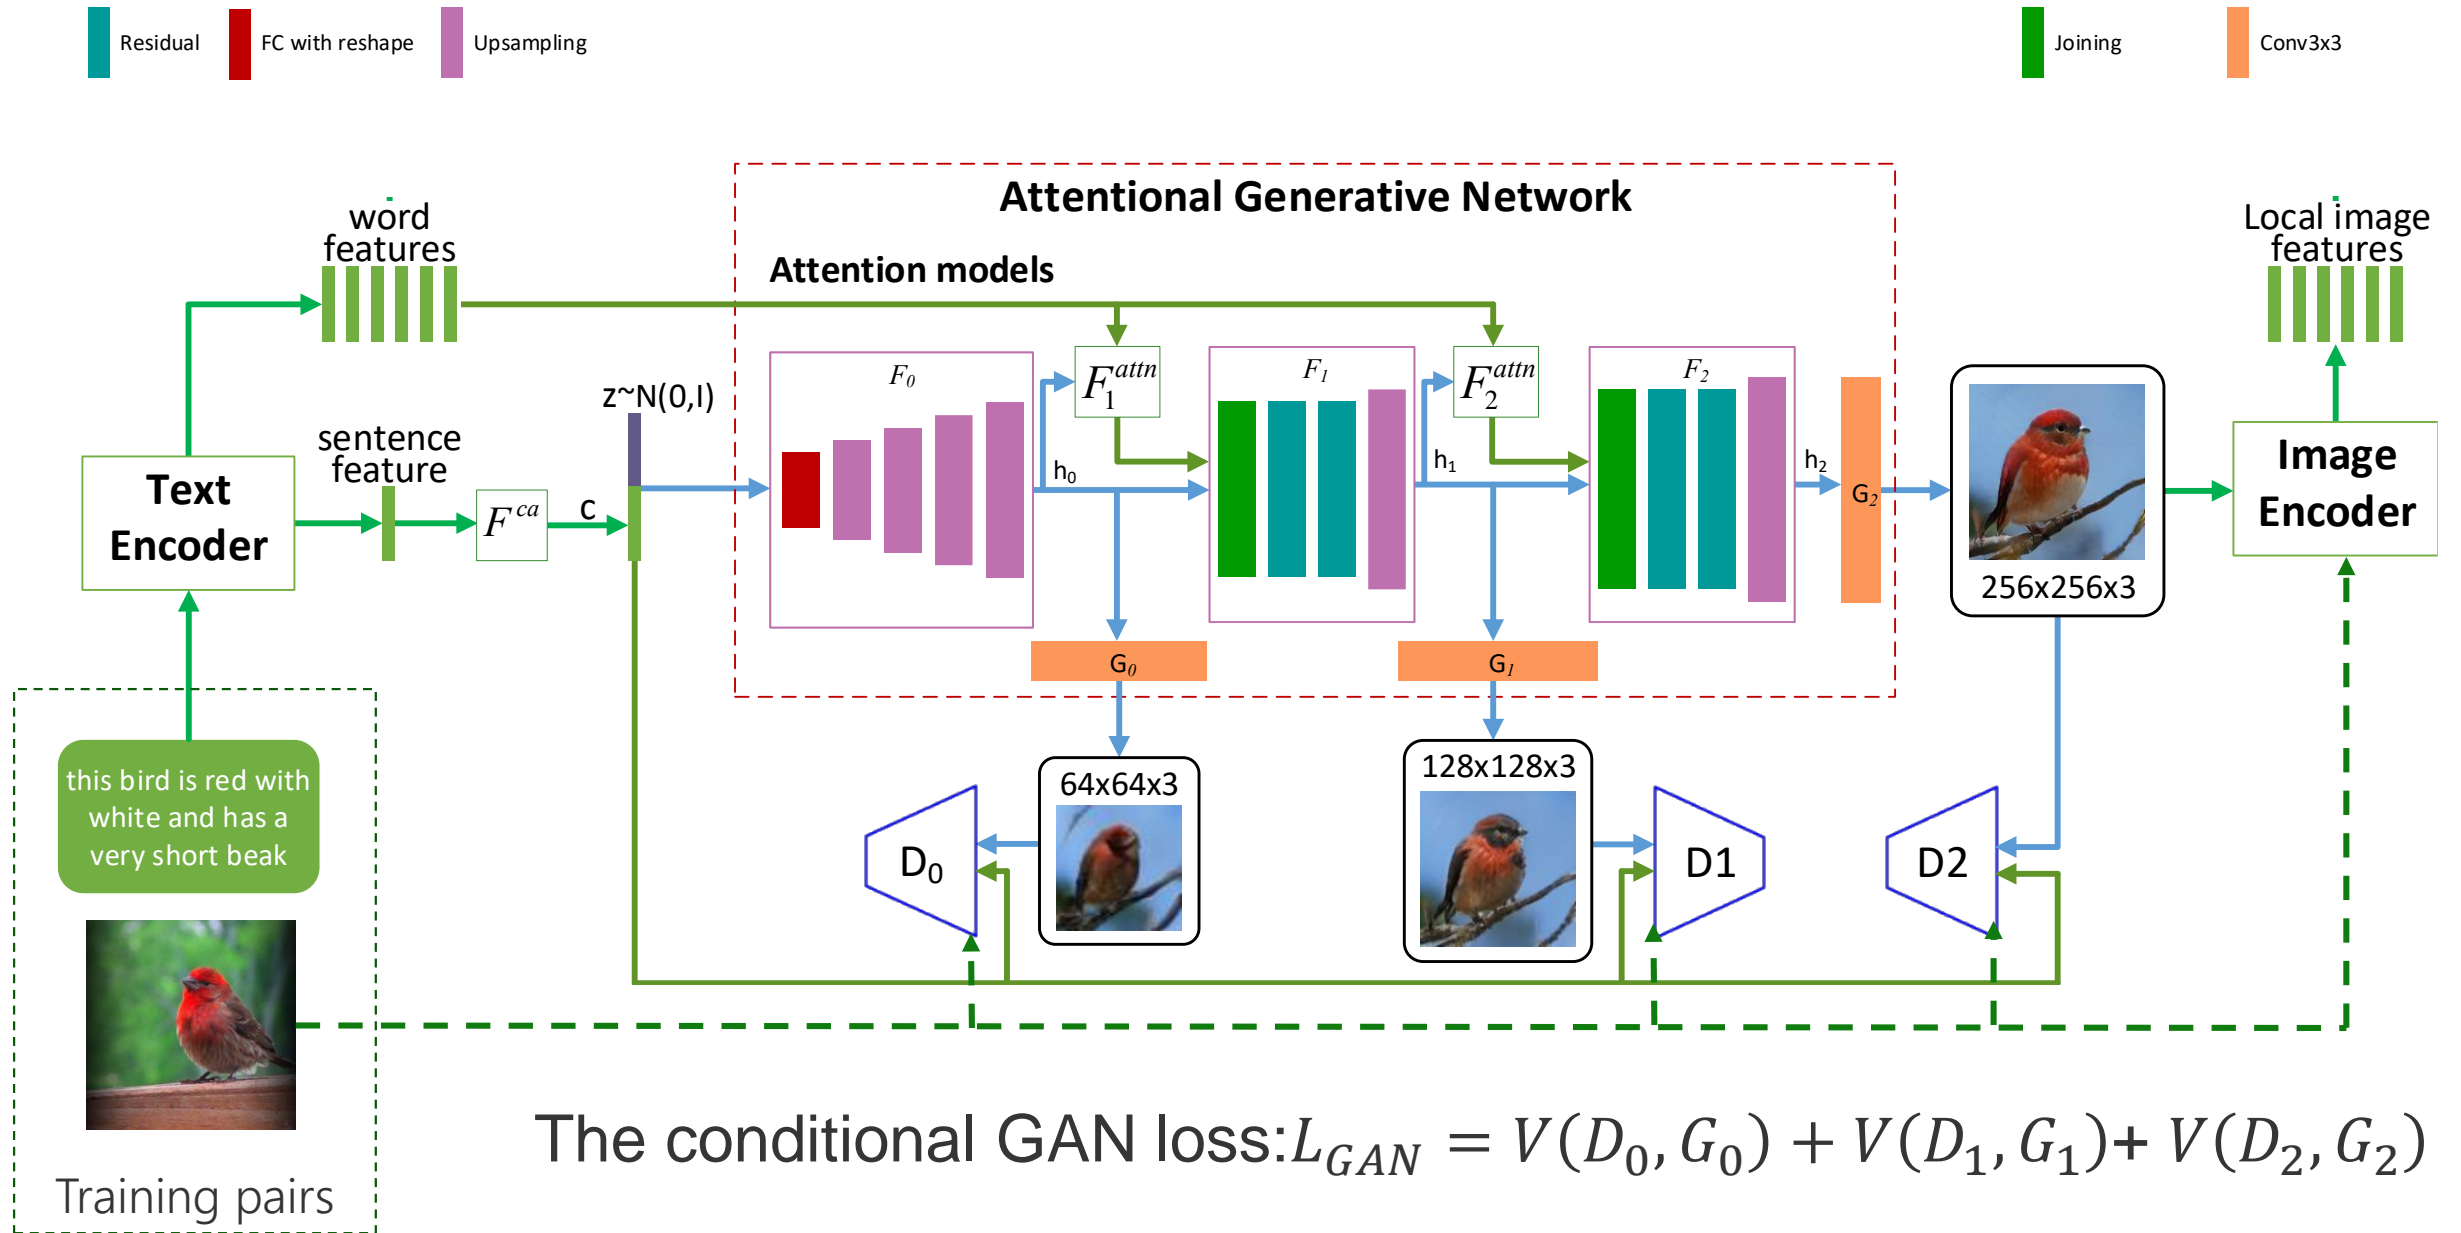 Residual
FC with reshape
Upsampling
Joining
Conv3x3
Attentional Generative Network
word
features
Attention models
Local image
features
F₀
F₁ᵃᵗᵗⁿ
F₁
F₂ᵃᵗᵗⁿ
F₂
z~N(0,I)
sentence
feature
Text
Encoder
F ᶜᵃ
c
h₀
h₁
h₂
G₂
Image
Encoder
256x256x3
G₀
G₁
this bird is red with
white and has a
very short beak
64x64x3
128x128x3
D₀
D1
D2
The conditional GAN loss:L_{GAN} = V(D₀, G₀) + V(D₁, G₁)+ V(D₂, G₂)
Training pairs